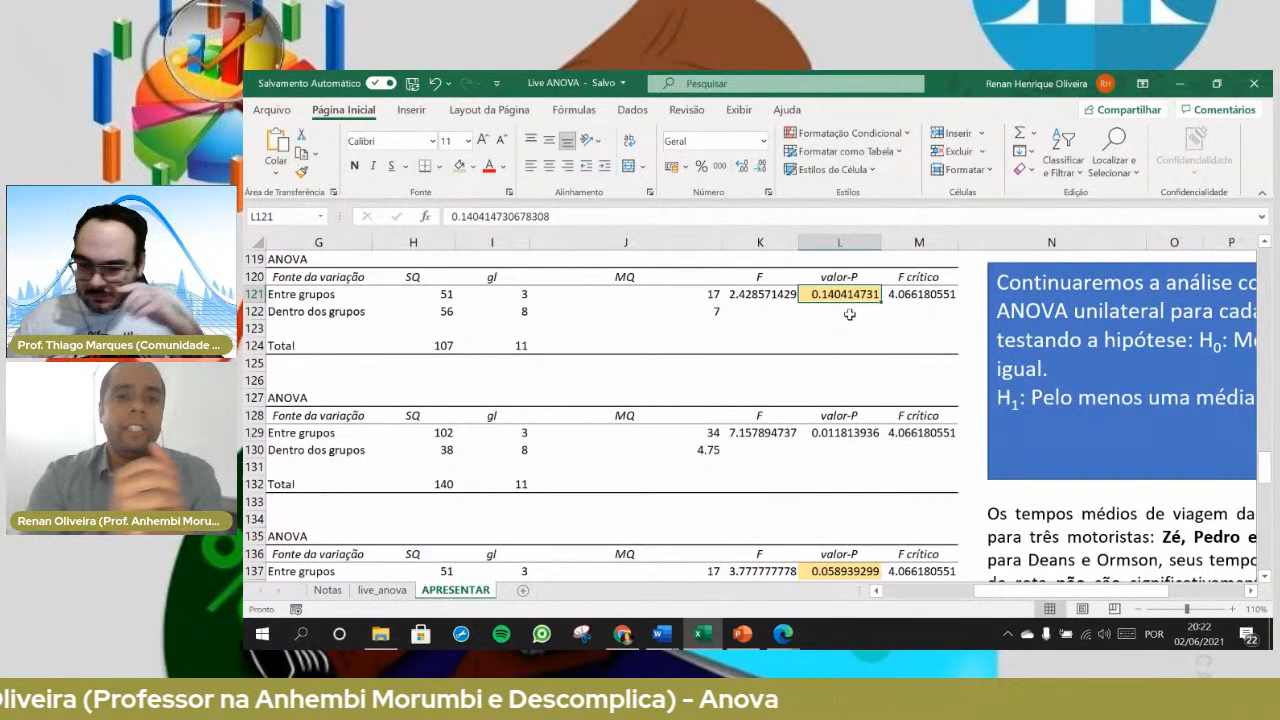 Salvamento Automático
Live ANOVA - Salvo
Pesquisar
Renan Henrique Oliveira
RH
Arquivo Página Inicial Inserir Layout da Página Fórmulas Dados Revisão Exibir Ajuda
Compartilhar Comentários
Colar
Calibri 11
N I S
Geral
Formatação Condicional
Formatar como Tabela
Estilos de Célula
Inserir
Excluir
Formatar
Classificar e Filtrar
Localizar e Selecionar
Confidencialidade
Área de Transferência Fonte Alinhamento Número Estilos Células Edição Confidencialidade
L121 fx 0.140414730678308
G H I J K L M N O P
119 ANOVA
120 Fonte da variação SQ gl MQ F valor-P F crítico
121 Entre grupos 51 3 17 2.428571429 0.140414731 4.066180551
122 Dentro dos grupos 56 8 7
123
124 Total 107 11
125
126
127 ANOVA
128 Fonte da variação SQ gl MQ F valor-P F crítico
129 Entre grupos 102 3 34 7.157894737 0.011813936 4.066180551
130 Dentro dos grupos 38 8 4.75
131
132 Total 140 11
133
134
135 ANOVA
136 Fonte da variação SQ gl MQ F valor-P F crítico
137 Entre grupos 51 3 17 3.777777778 0.058939299 4.066180551
Continuaremos a análise co
ANOVA unilateral para cada
testando a hipótese: H0: Mé
igual.
H1: Pelo menos uma média
Os tempos médios de viagem da
para três motoristas: Zé, Pedro e
para Deans e Ormson, seus tempo
Notas live_anova APRESENTAR
Pronto
110%
POR
20:22
02/06/2021
22
Prof. Thiago Marques (Comunidade ...
Renan Oliveira (Prof. Anhembi Moru...
Oliveira (Professor na Anhembi Morumbi e Descomplica) - Anova